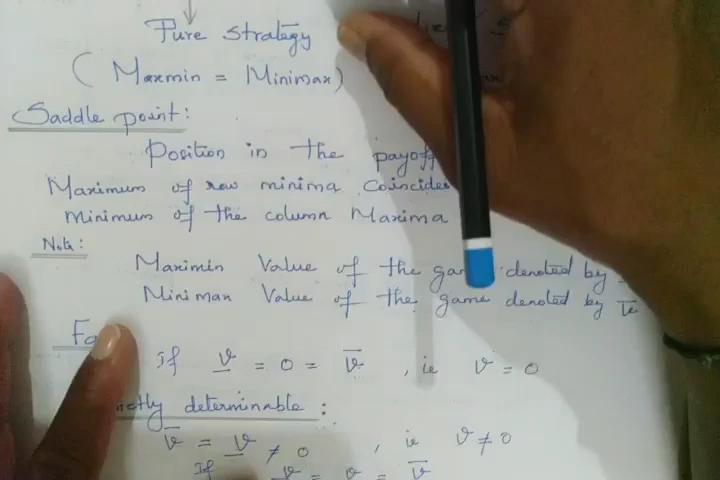 Pure strategy
( Maxmin = Minimax)
Saddle point:
Position in the payoff
Maximum of row minima coincides
minimum of the column Maxima
Note:
Maximin Value of the game denoted by
Minimax Value of the game denoted by v̅
If v̲ = 0 = v̅ , ie v = 0
determinable :
v̅ = v̲ ≠ 0 , ie v ≠ 0
If v̲ = v = v̅